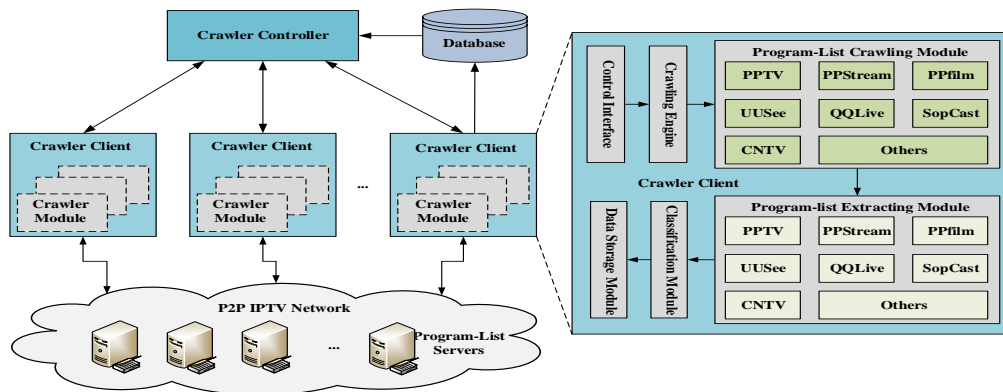 Crawler Controller
Database
Crawler Client
Crawler
Module
Crawler Client
Crawler
Module
...
Crawler Client
Crawler
Module
P2P IPTV Network
...
Program-List
Servers
Control Interface
Crawling Engine
Program-List Crawling Module
PPTV
PPStream
PPfilm
UUSee
QQLive
SopCast
CNTV
Others
Crawler Client
Data Storage Module
Classification Module
Program-list Extracting Module
PPTV
PPStream
PPfilm
UUSee
QQLive
SopCast
CNTV
Others